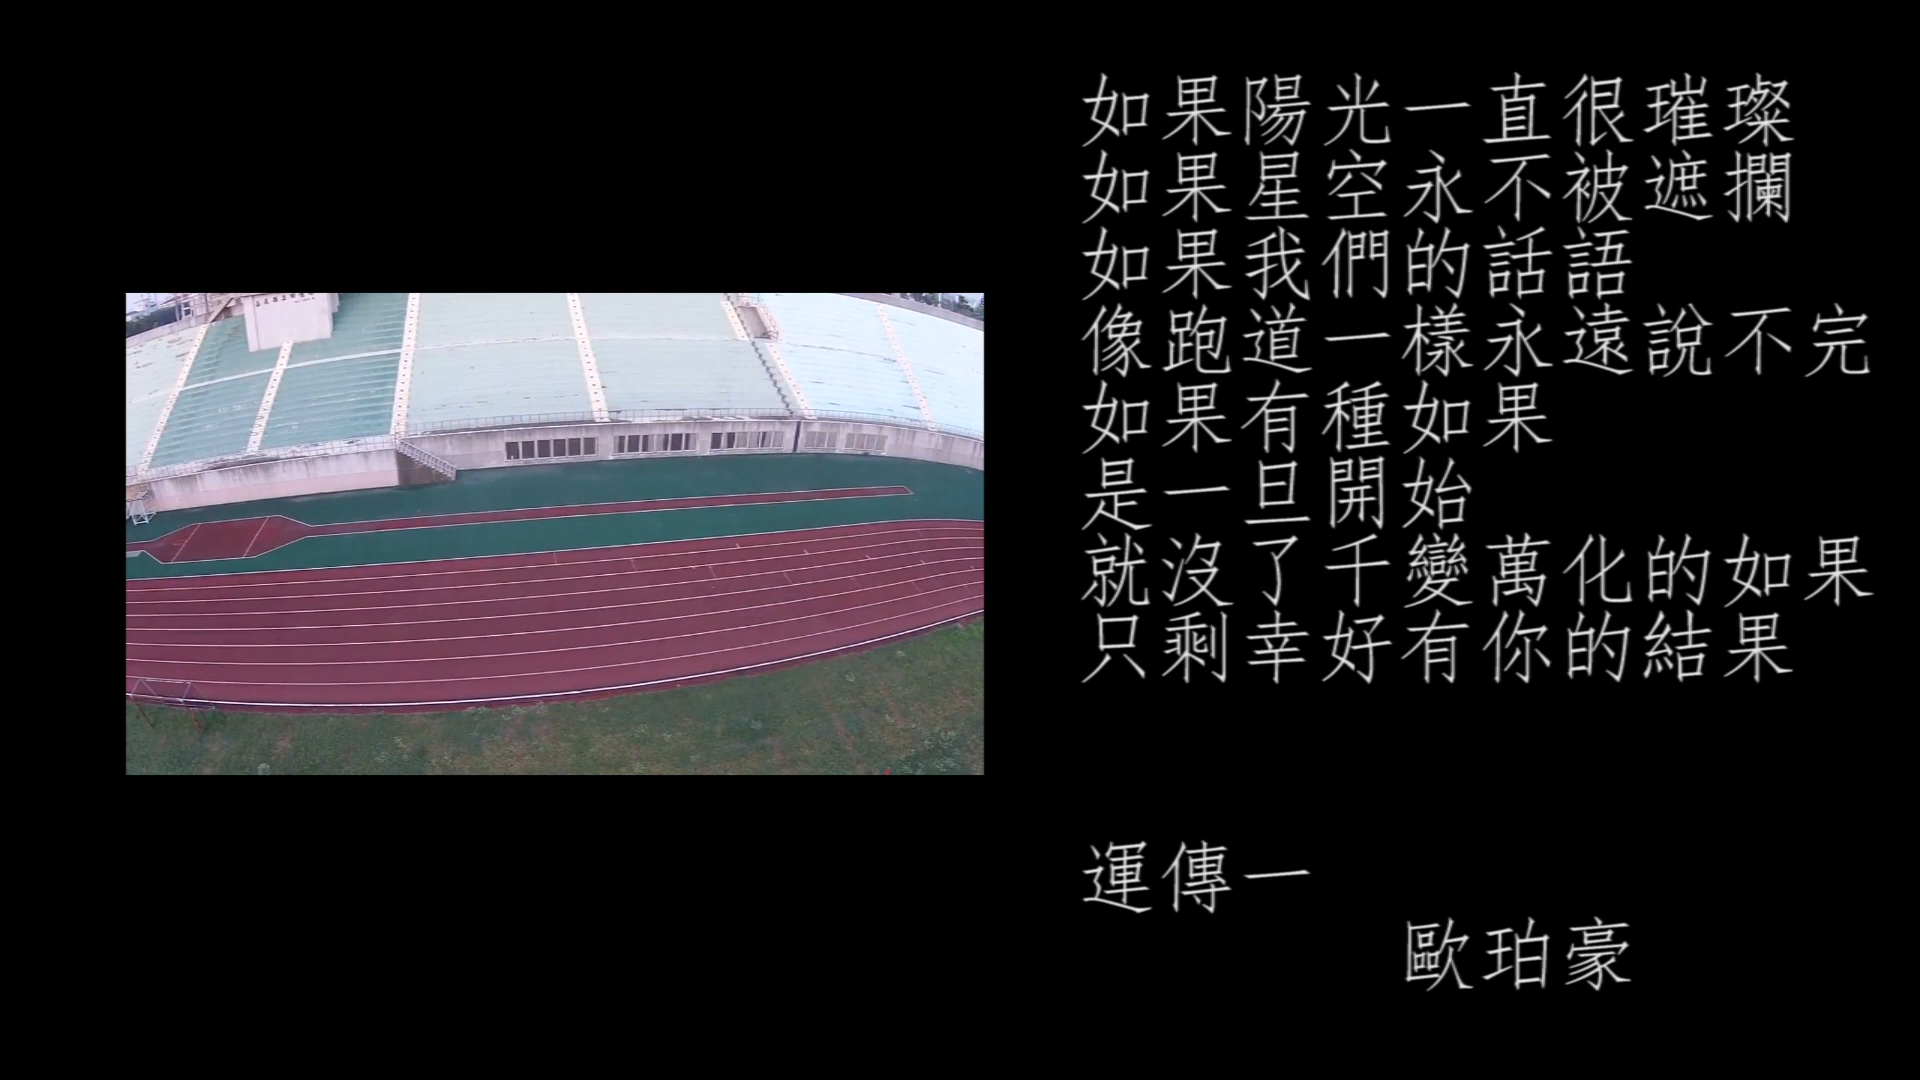 如果陽光一直很璀璨
如果星空永不被遮攔
如果我們的話語
像跑道一樣永遠說不完
如果有種如果
是一旦開始
就沒了千變萬化的如果
只剩幸好有你的結果
運傳一
歐珀豪